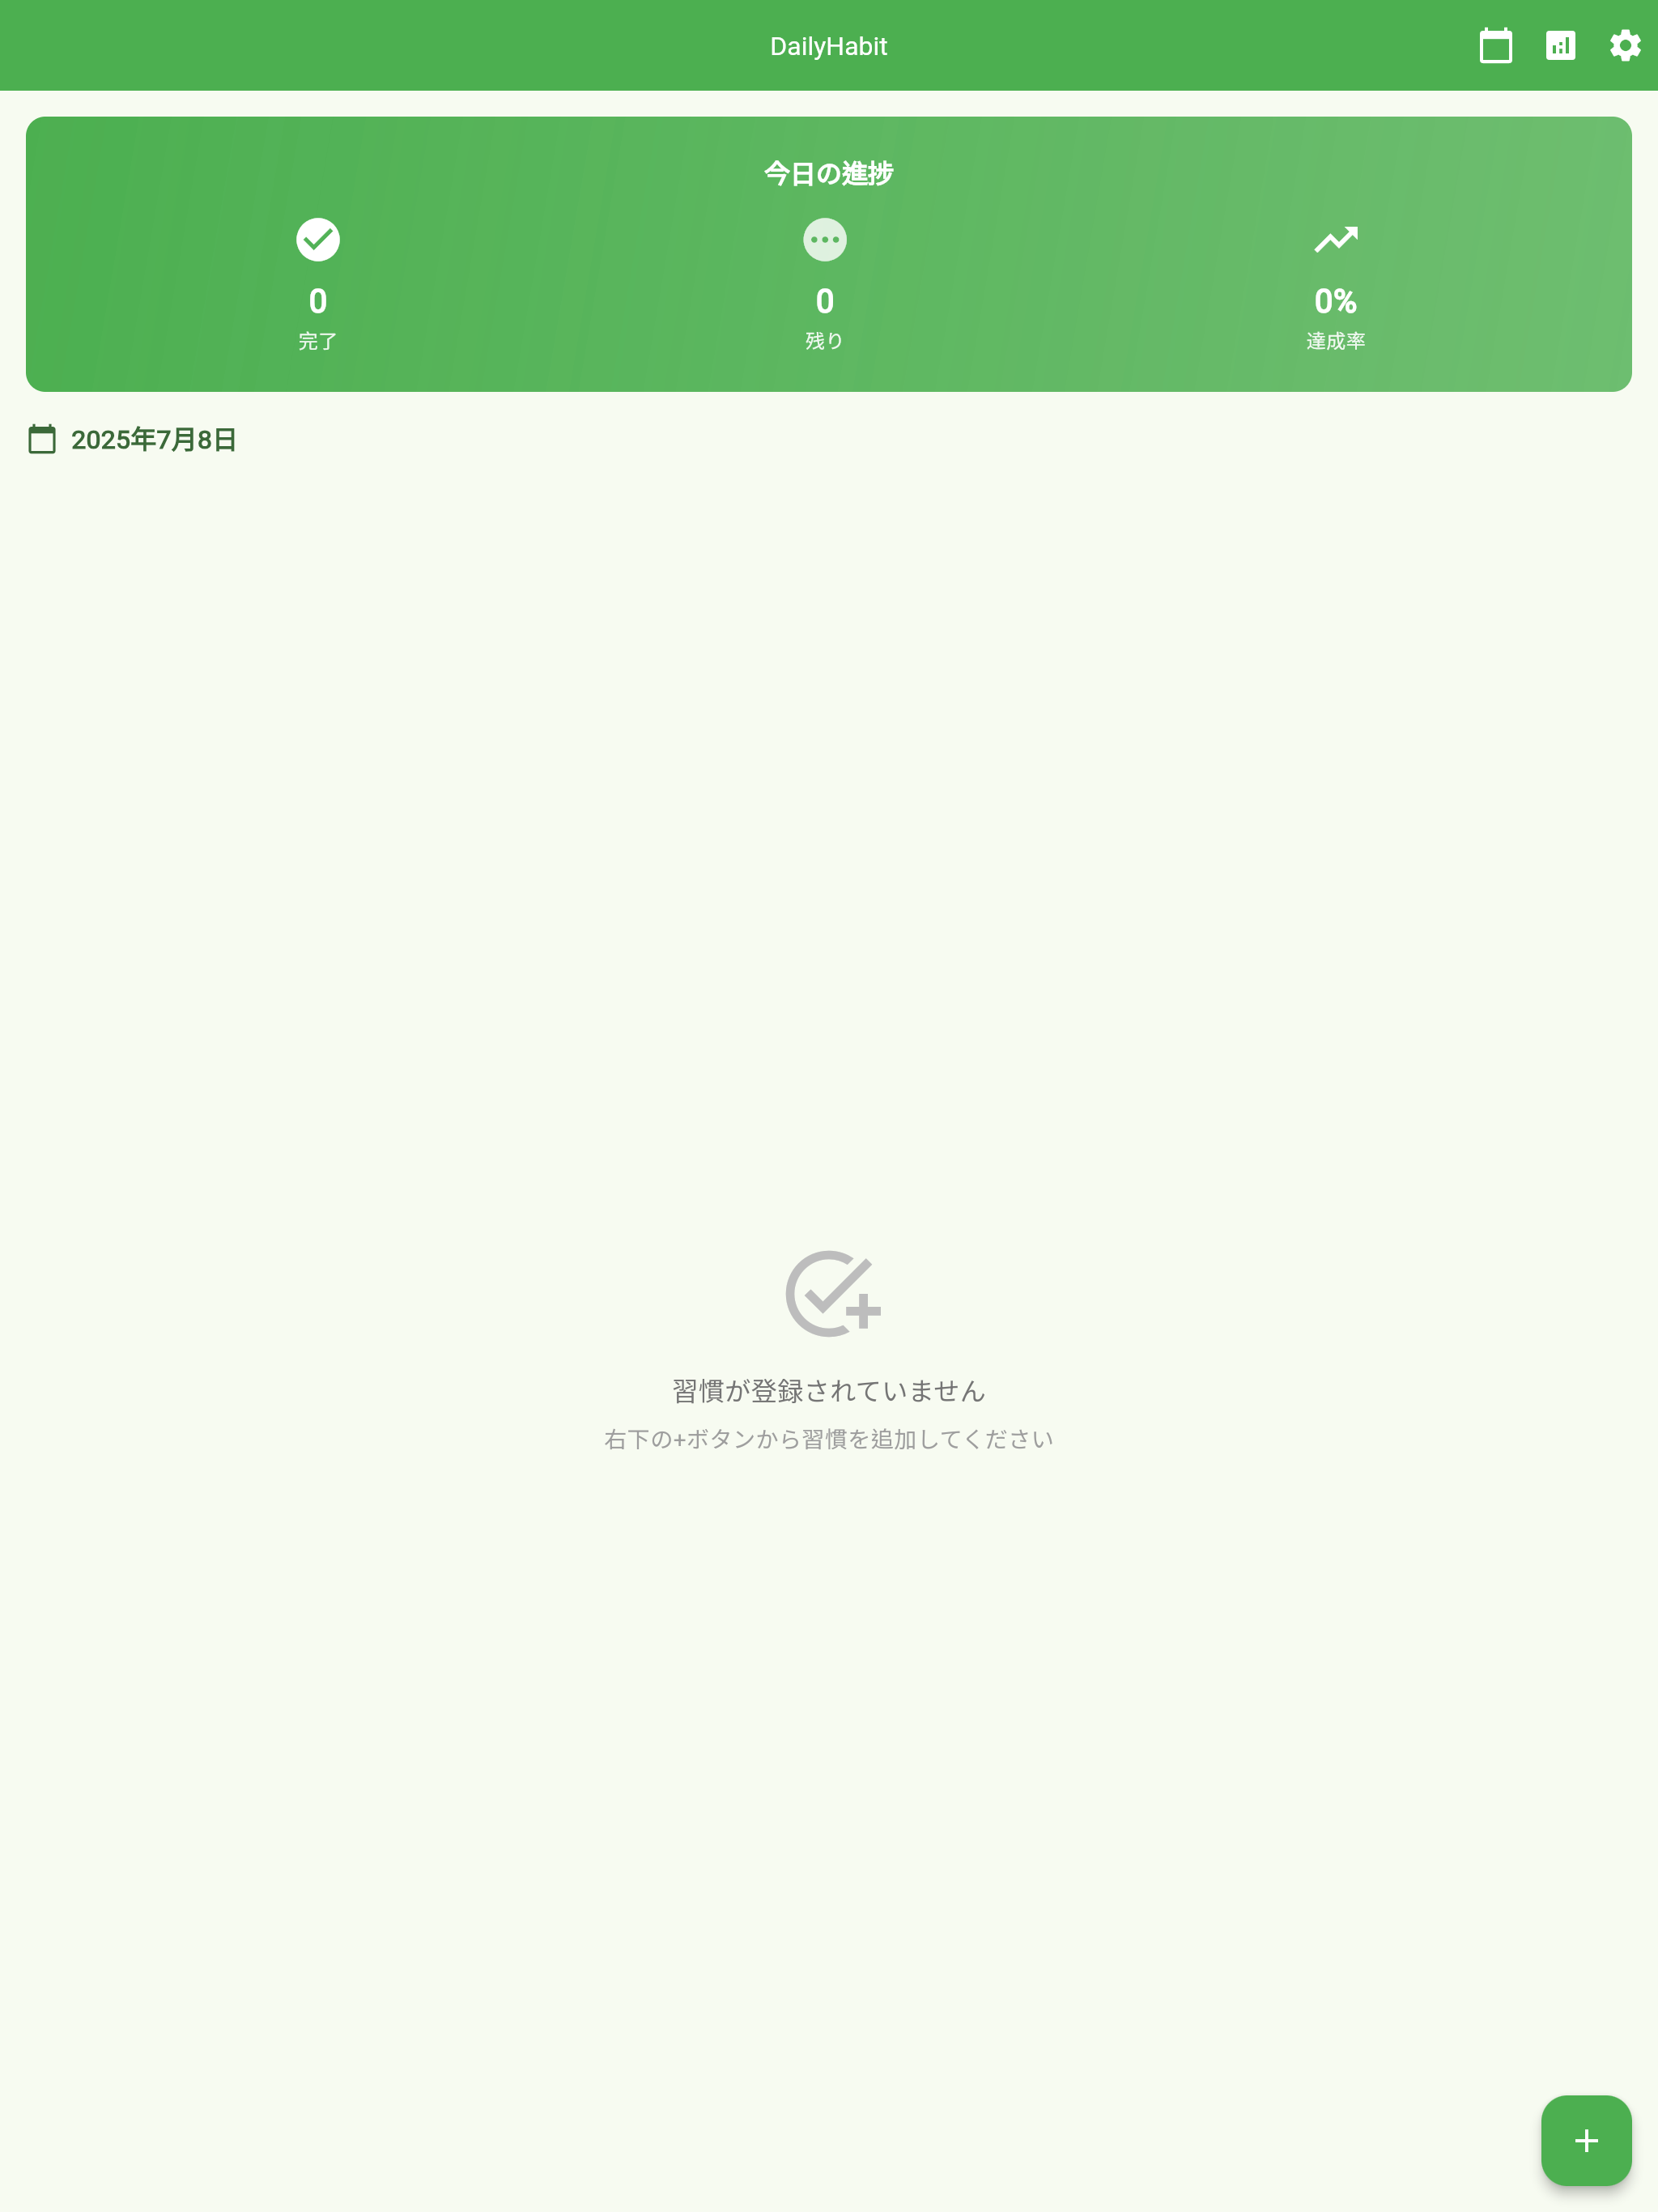 DailyHabit
今日の進捗
0
完了
0
残り
0%
達成率
2025年7月8日
習慣が登録されていません
右下の+ボタンから習慣を追加してください